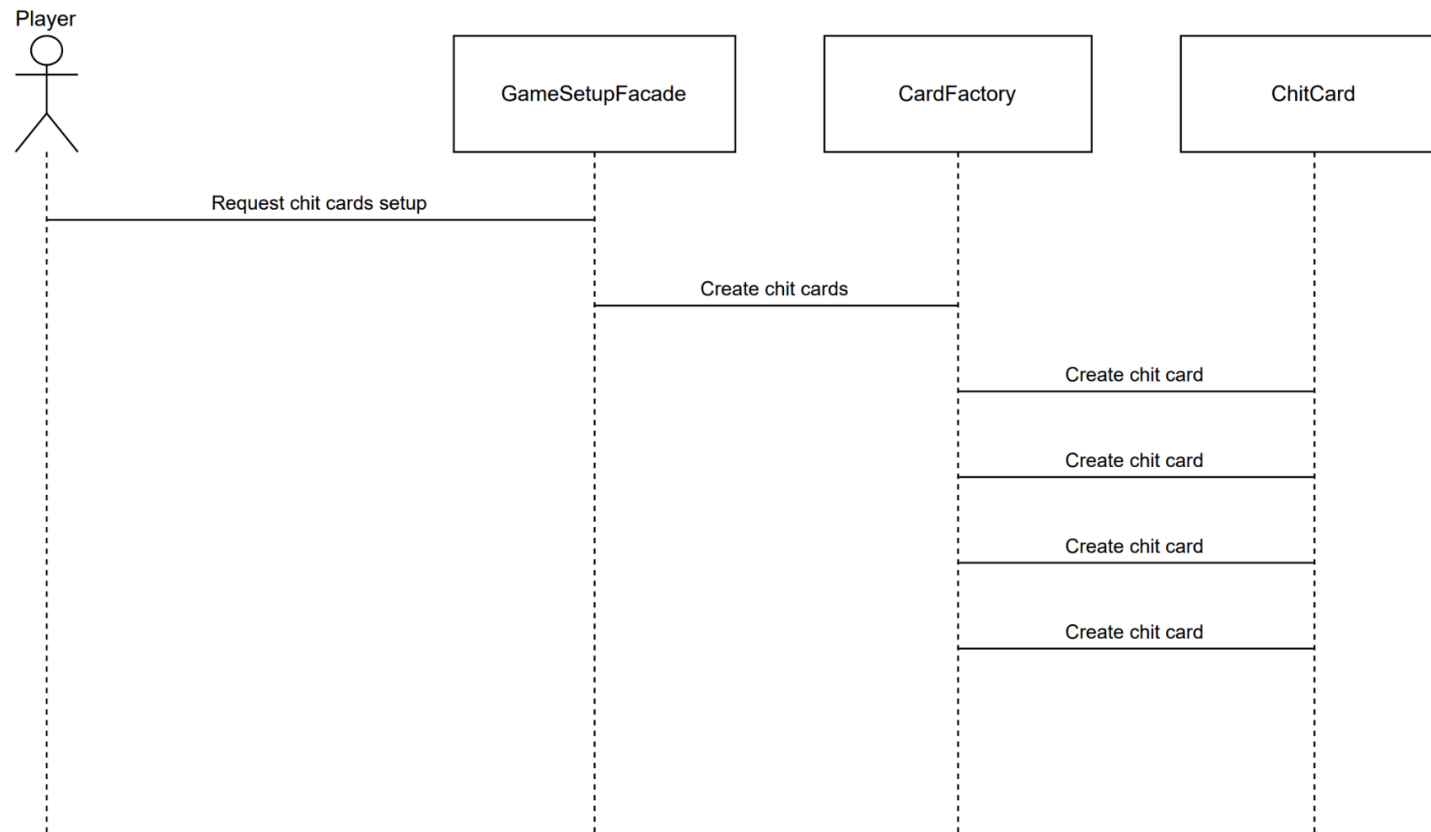 Player
GameSetupFacade
CardFactory
ChitCard
Request chit cards setup
Create chit cards
Create chit card
Create chit card
Create chit card
Create chit card